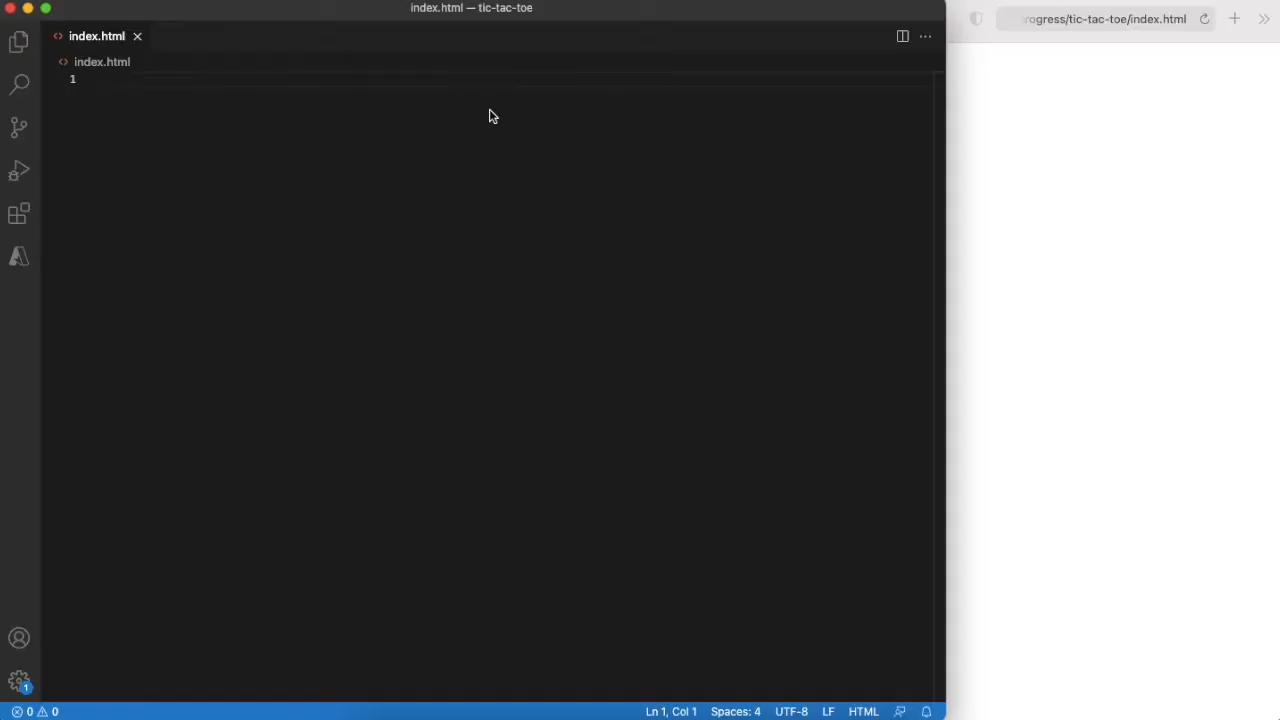 index.html — tic-tac-toe
rogress/tic-tac-toe/index.html
index.html
index.html
1
1
0 0
Ln 1, Col 1 Spaces: 4 UTF-8 LF HTML